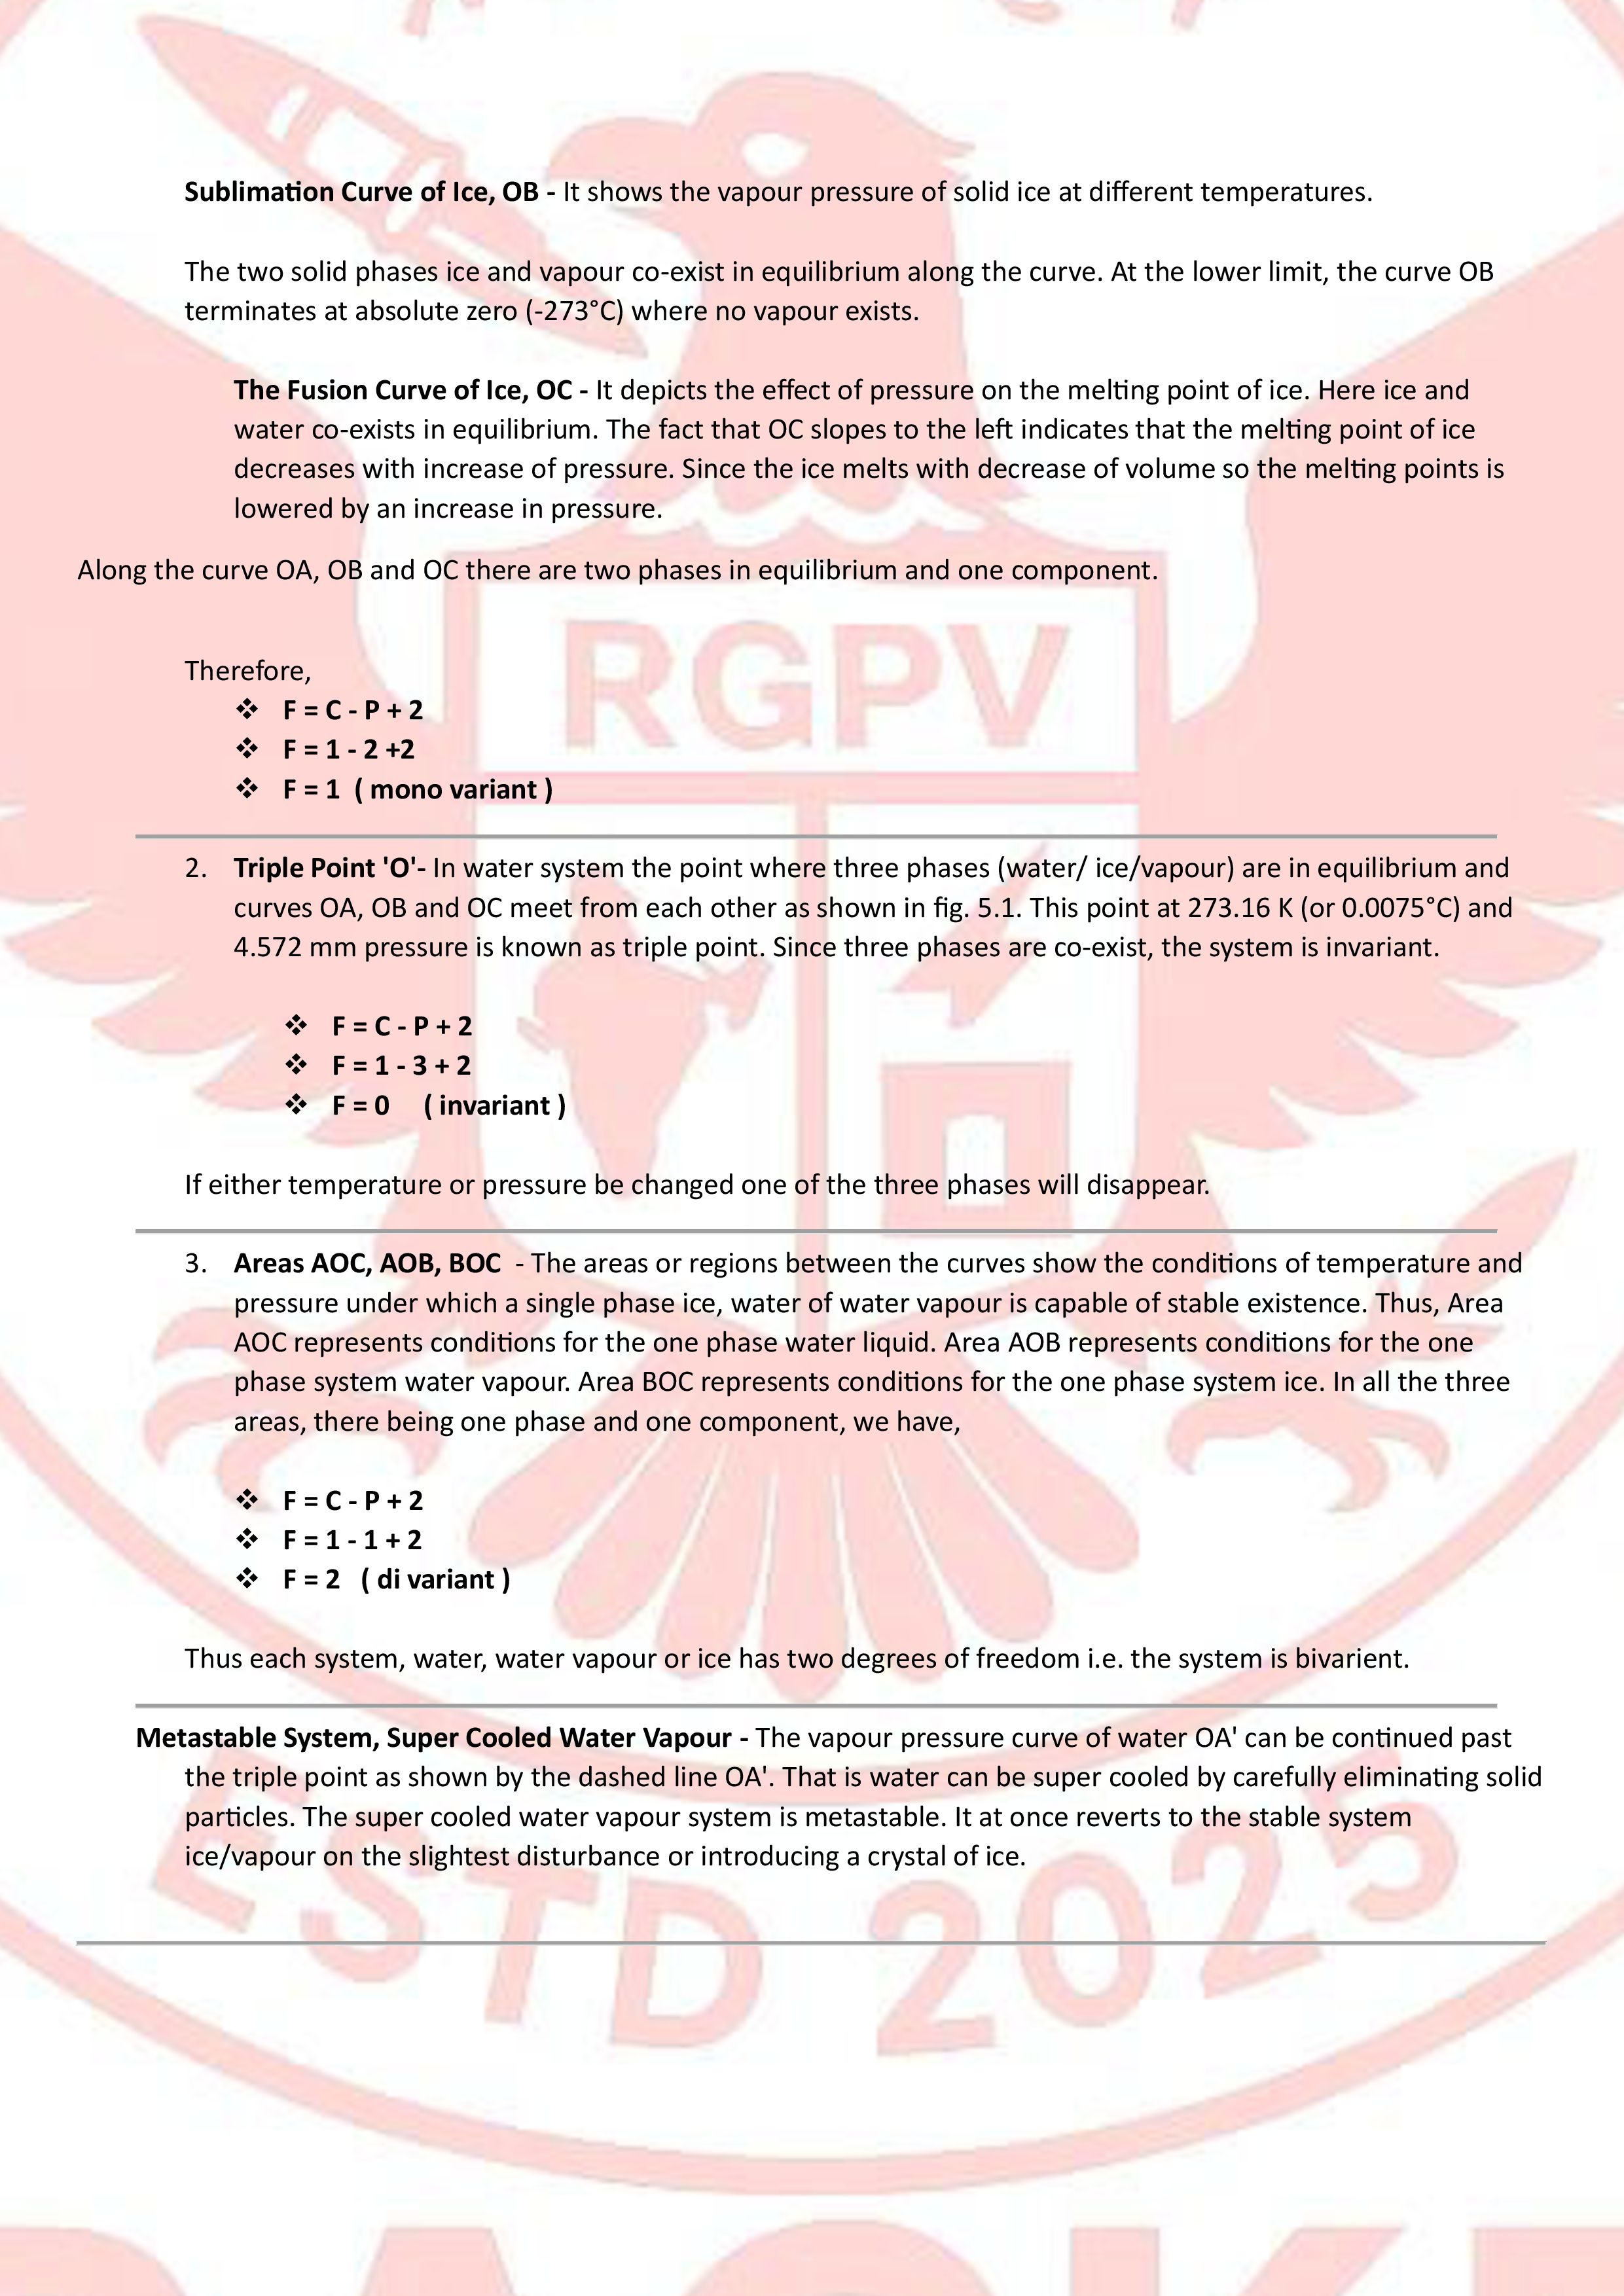 Sublimation Curve of Ice, OB - It shows the vapour pressure of solid ice at different temperatures.
The two solid phases ice and vapour co-exist in equilibrium along the curve. At the lower limit, the curve OB
terminates at absolute zero (-273°C) where no vapour exists.
The Fusion Curve of Ice, OC - It depicts the effect of pressure on the melting point of ice. Here ice and
water co-exists in equilibrium. The fact that OC slopes to the left indicates that the melting point of ice
decreases with increase of pressure. Since the ice melts with decrease of volume so the melting points is
lowered by an increase in pressure.
Along the curve OA, OB and OC there are two phases in equilibrium and one component.
RGPV
Therefore,
❖ F = C - P + 2
❖ F = 1 - 2 +2
❖ F = 1 ( mono variant )
2. Triple Point 'O'- In water system the point where three phases (water/ ice/vapour) are in equilibrium and
curves OA, OB and OC meet from each other as shown in fig. 5.1. This point at 273.16 K (or 0.0075°C) and
4.572 mm pressure is known as triple point. Since three phases are co-exist, the system is invariant.
❖ F = C - P + 2
❖ F = 1 - 3 + 2
❖ F = 0 ( invariant )
If either temperature or pressure be changed one of the three phases will disappear.
3. Areas AOC, AOB, BOC - The areas or regions between the curves show the conditions of temperature and
pressure under which a single phase ice, water of water vapour is capable of stable existence. Thus, Area
AOC represents conditions for the one phase water liquid. Area AOB represents conditions for the one
phase system water vapour. Area BOC represents conditions for the one phase system ice. In all the three
areas, there being one phase and one component, we have,
❖ F = C - P + 2
❖ F = 1 - 1 + 2
❖ F = 2 ( di variant )
Thus each system, water, water vapour or ice has two degrees of freedom i.e. the system is bivarient.
Metastable System, Super Cooled Water Vapour - The vapour pressure curve of water OA' can be continued past
the triple point as shown by the dashed line OA'. That is water can be super cooled by carefully eliminating solid
particles. The super cooled water vapour system is metastable. It at once reverts to the stable system
ice/vapour on the slightest disturbance or introducing a crystal of ice.
ESTD 2025